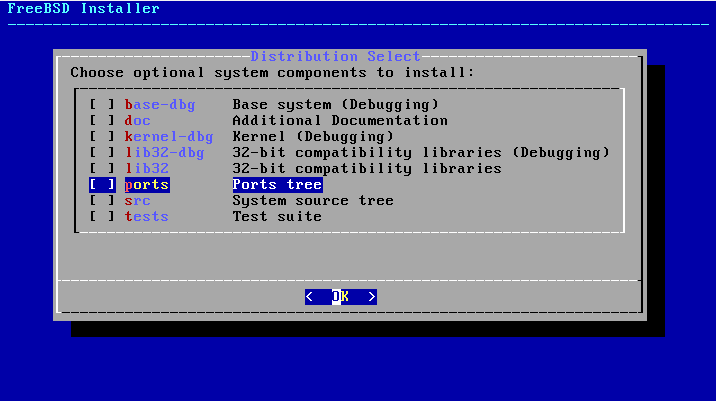 FreeBSD Installer
Distribution Select
Choose optional system components to install:
[ ] base-dbg Base system (Debugging)
[ ] doc Additional Documentation
[ ] kernel-dbg Kernel (Debugging)
[ ] lib32-dbg 32-bit compatibility libraries (Debugging)
[ ] lib32 32-bit compatibility libraries
[ ] ports Ports tree
[ ] src System source tree
[ ] tests Test suite
< OK >